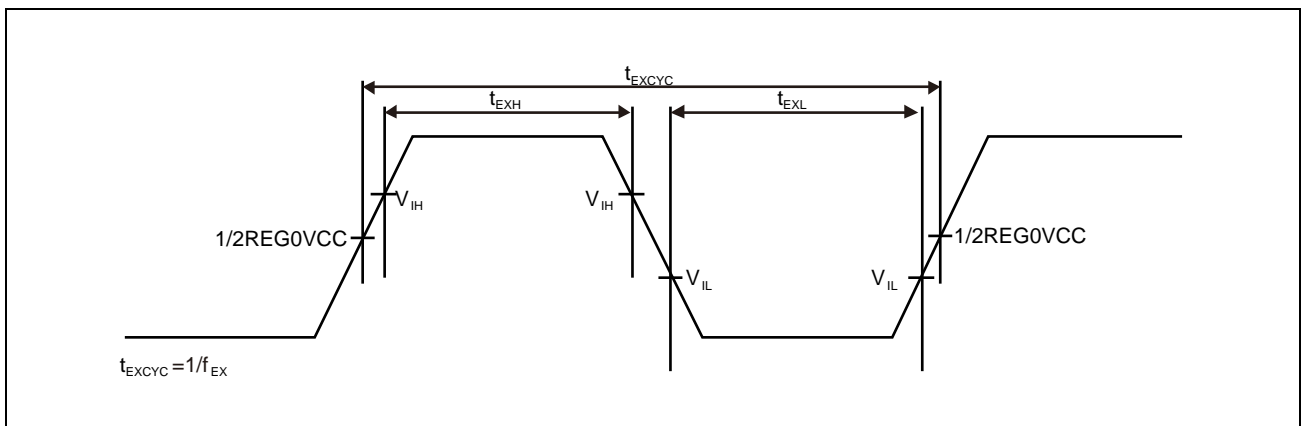 tEXCYC
tEXH
tEXL
VIH
VIH
1/2REG0VCC
1/2REG0VCC
VIL
VIL
tEXCYC =1/fEX